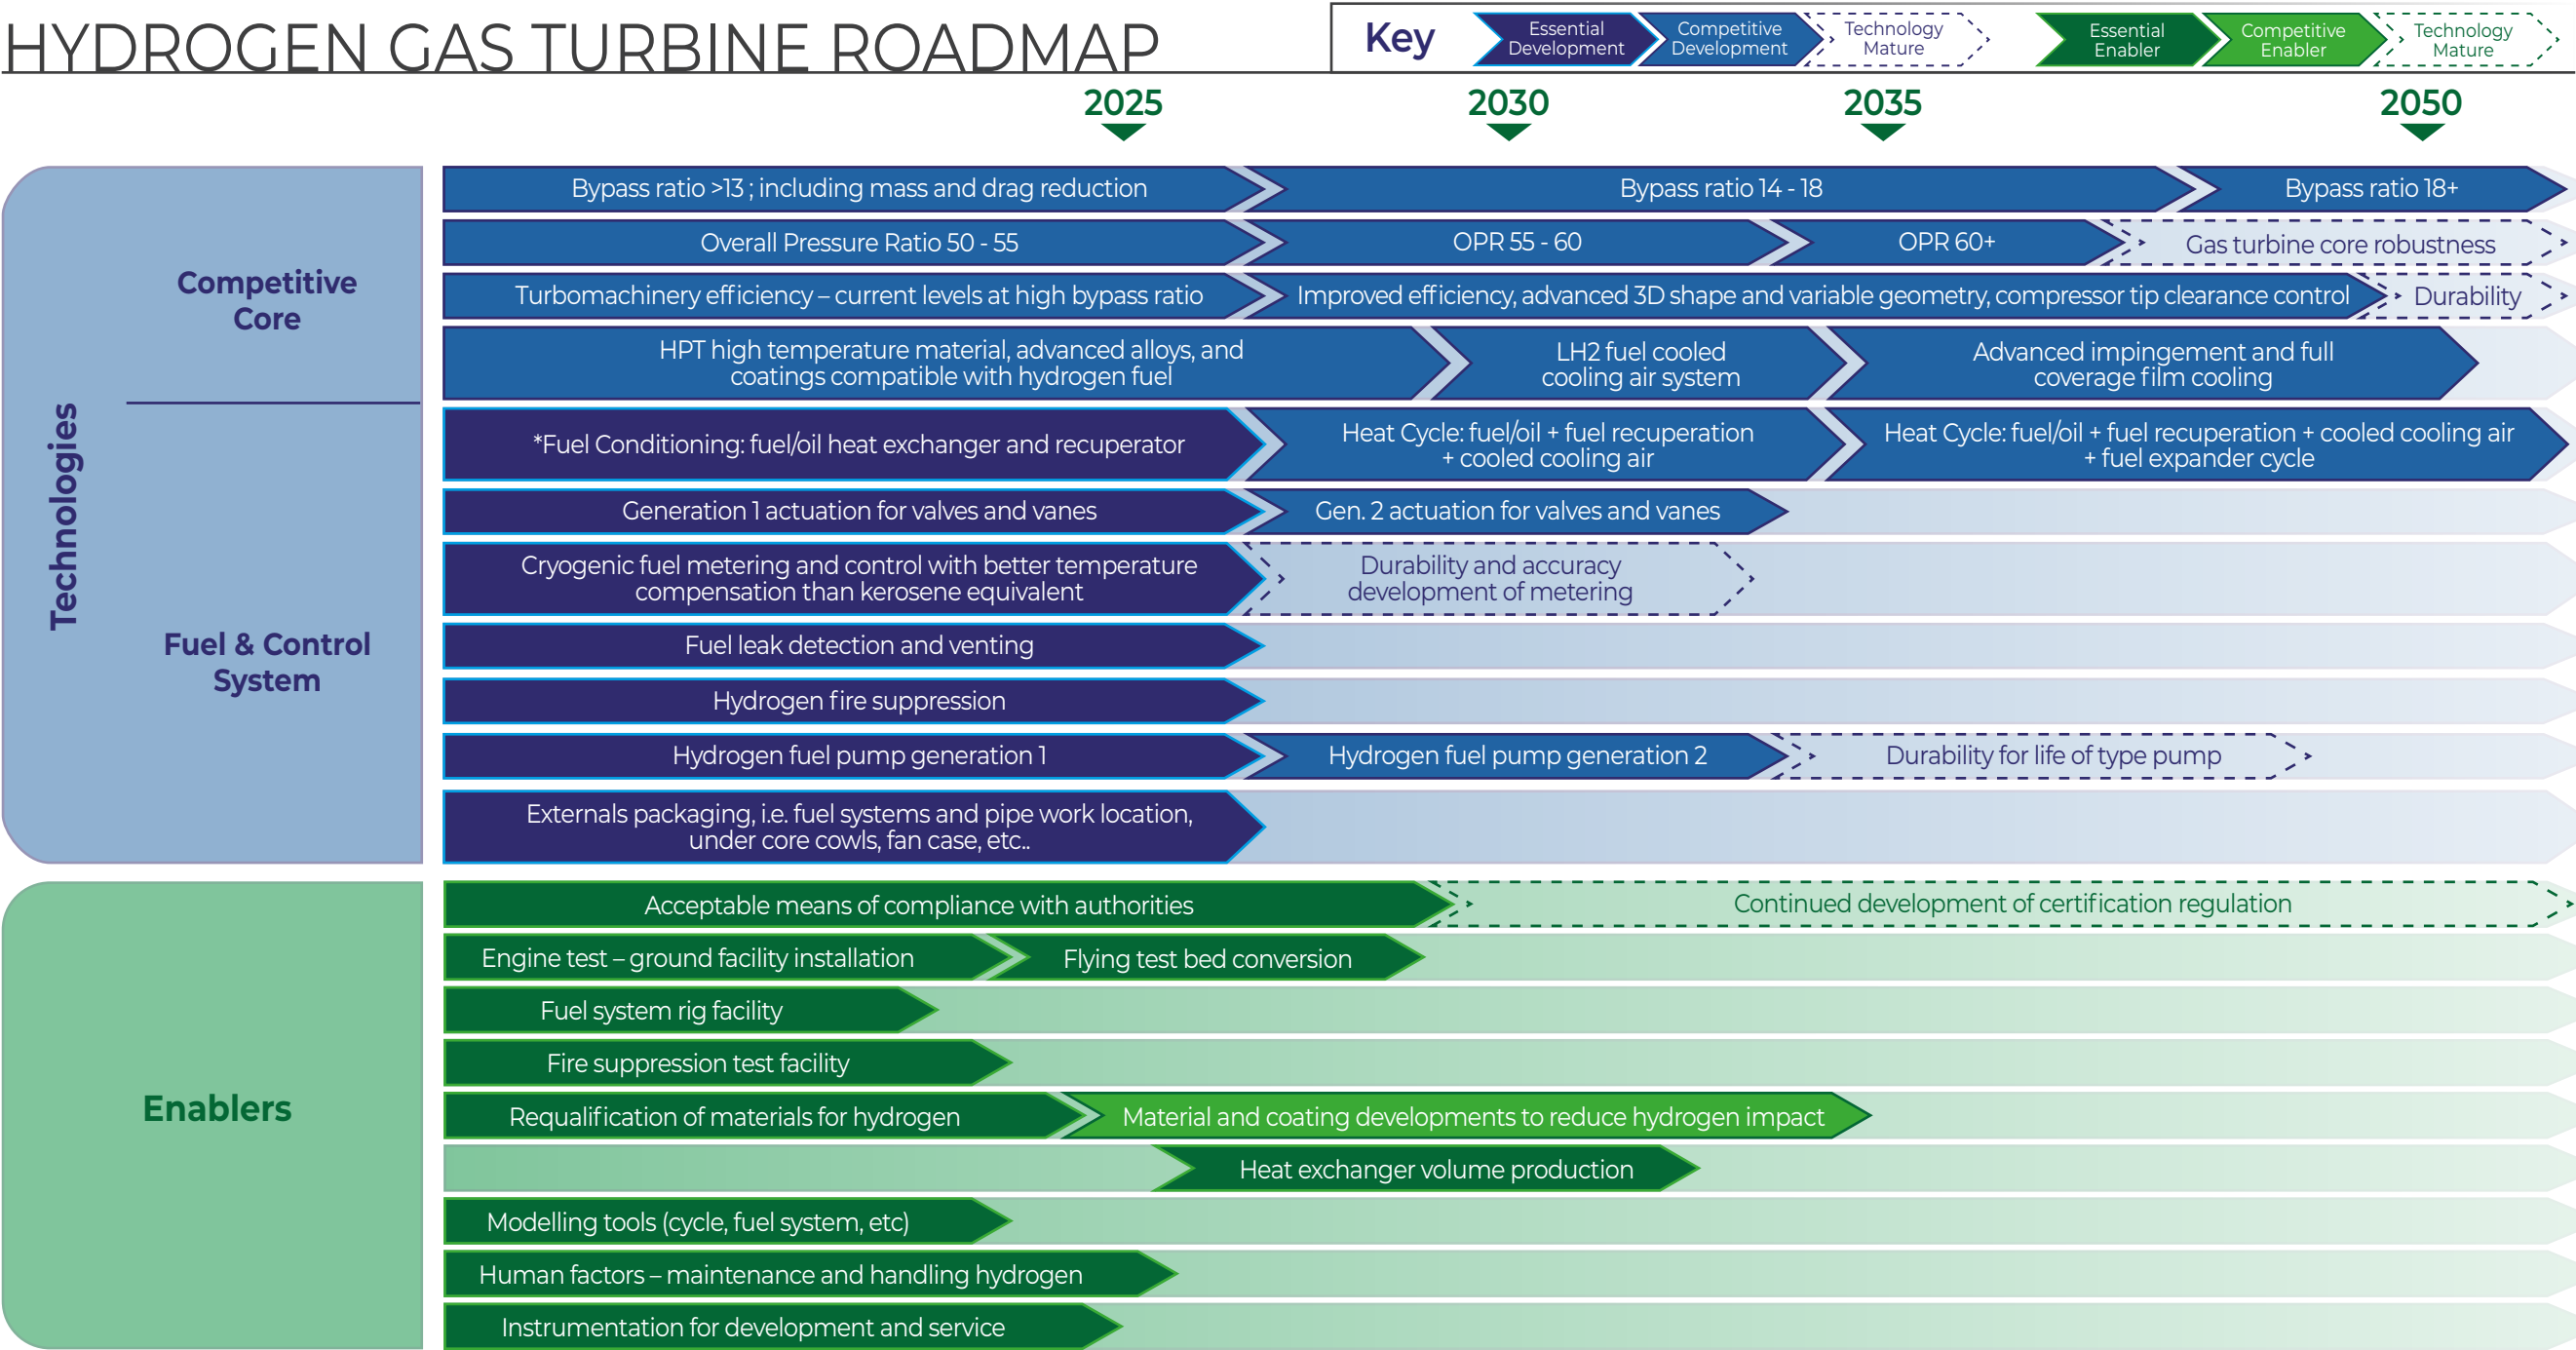 HYDROGEN GAS TURBINE ROADMAP
Key
Essential
Development
Competitive
Development
Technology
Mature
Essential
Enabler
Competitive
Enabler
Technology
Mature
2025
2030
2035
2050
Technologies
Competitive
Core
Bypass ratio >13 ; including mass and drag reduction
Bypass ratio 14 - 18
Bypass ratio 18+
Overall Pressure Ratio 50 - 55
OPR 55 - 60
OPR 60+
Gas turbine core robustness
Turbomachinery efficiency – current levels at high bypass ratio
Improved efficiency, advanced 3D shape and variable geometry, compressor tip clearance control
Durability
HPT high temperature material, advanced alloys, and
coatings compatible with hydrogen fuel
LH2 fuel cooled
cooling air system
Advanced impingement and full
coverage film cooling
Fuel & Control
System
*Fuel Conditioning: fuel/oil heat exchanger and recuperator
Heat Cycle: fuel/oil + fuel recuperation
+ cooled cooling air
Heat Cycle: fuel/oil + fuel recuperation + cooled cooling air
+ fuel expander cycle
Generation 1 actuation for valves and vanes
Gen. 2 actuation for valves and vanes
Cryogenic fuel metering and control with better temperature
compensation than kerosene equivalent
Durability and accuracy
development of metering
Fuel leak detection and venting
Hydrogen fire suppression
Hydrogen fuel pump generation 1
Hydrogen fuel pump generation 2
Durability for life of type pump
Externals packaging, i.e. fuel systems and pipe work location,
under core cowls, fan case, etc..
Enablers
Acceptable means of compliance with authorities
Continued development of certification regulation
Engine test – ground facility installation
Flying test bed conversion
Fuel system rig facility
Fire suppression test facility
Requalification of materials for hydrogen
Material and coating developments to reduce hydrogen impact
Heat exchanger volume production
Modelling tools (cycle, fuel system, etc)
Human factors – maintenance and handling hydrogen
Instrumentation for development and service